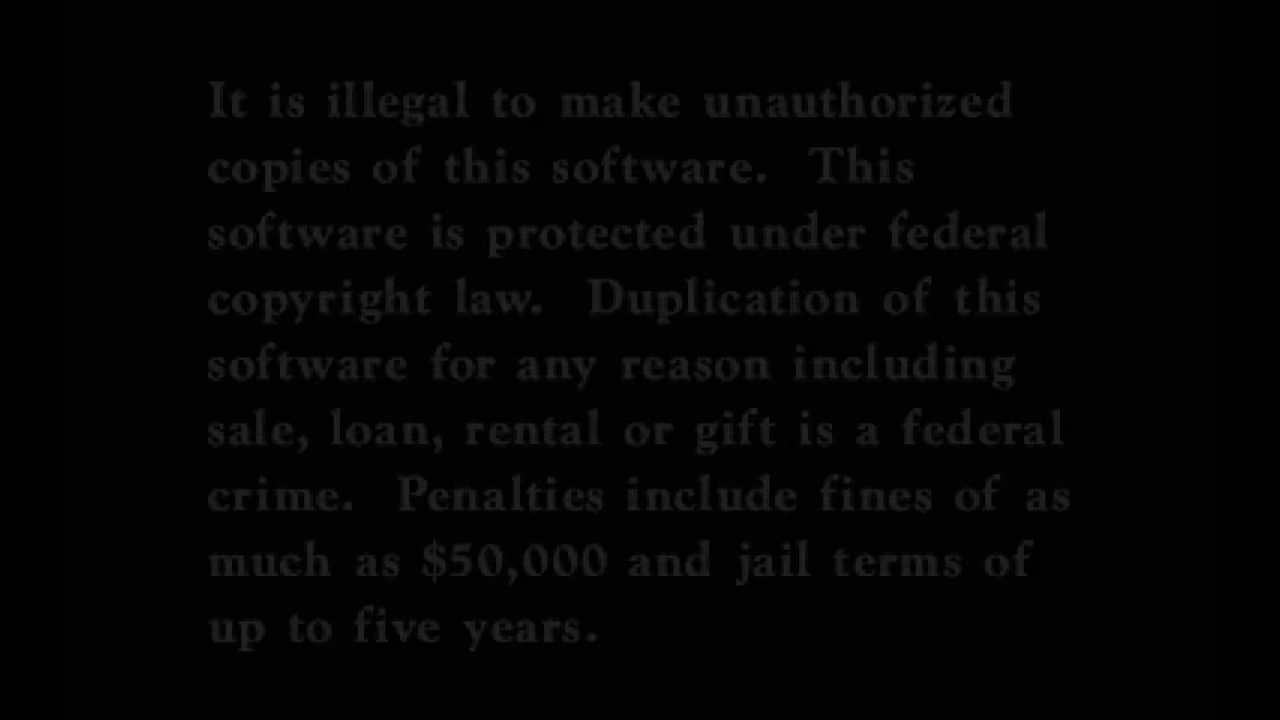 It is illegal to make unauthorized
copies of this software.  This
software is protected under federal
copyright law.  Duplication of this
software for any reason including
sale, loan, rental or gift is a federal
crime.  Penalties include fines of as
much as $50,000 and jail terms of
up to five years.